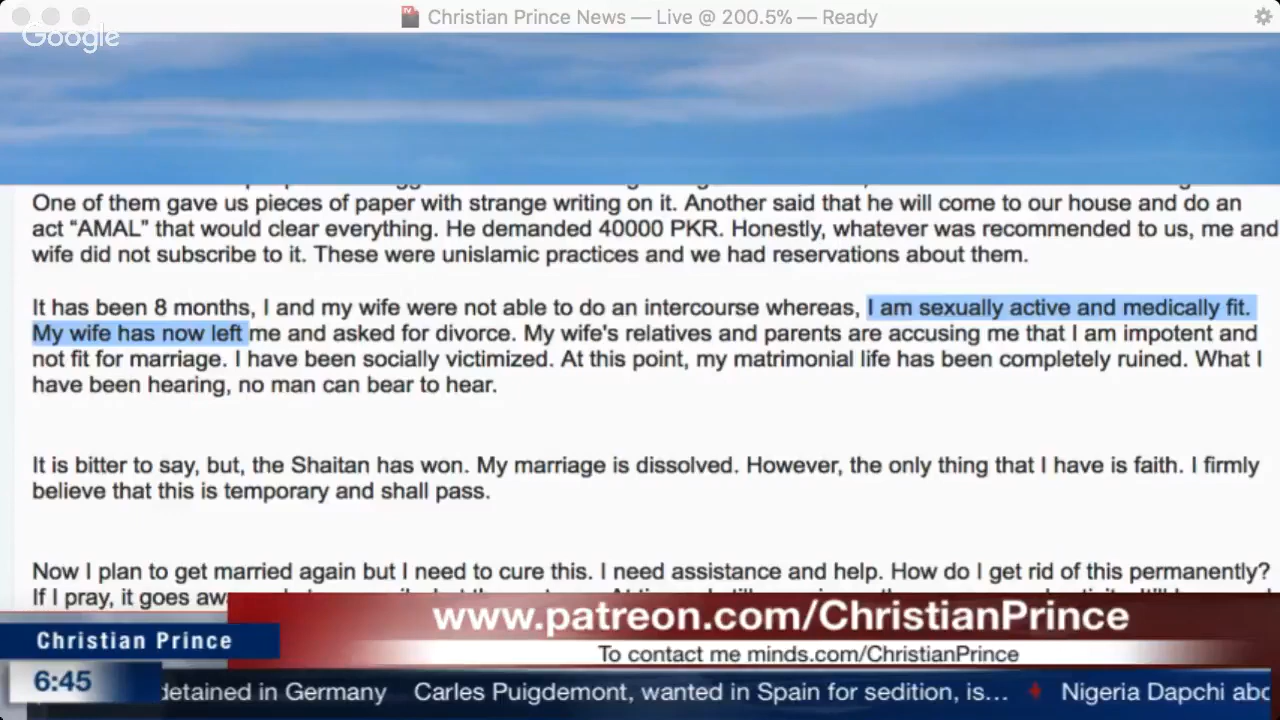 Christian Prince News — Live @ 200.5% — Ready
Google
One of them gave us pieces of paper with strange writing on it. Another said that he will come to our house and do an
act “AMAL” that would clear everything. He demanded 40000 PKR. Honestly, whatever was recommended to us, me and
wife did not subscribe to it. These were unislamic practices and we had reservations about them.
It has been 8 months, I and my wife were not able to do an intercourse whereas, I am sexually active and medically fit.
My wife has now left me and asked for divorce. My wife's relatives and parents are accusing me that I am impotent and
not fit for marriage. I have been socially victimized. At this point, my matrimonial life has been completely ruined. What I
have been hearing, no man can bear to hear.
It is bitter to say, but, the Shaitan has won. My marriage is dissolved. However, the only thing that I have is faith. I firmly
believe that this is temporary and shall pass.
Now I plan to get married again but I need to cure this. I need assistance and help. How do I get rid of this permanently?
If I pray, it goes
www.patreon.com/ChristianPrince
Christian Prince
To contact me minds.com/ChristianPrince
6:45
detained in Germany Carles Puigdemont, wanted in Spain for sedition, is... Nigeria Dapchi